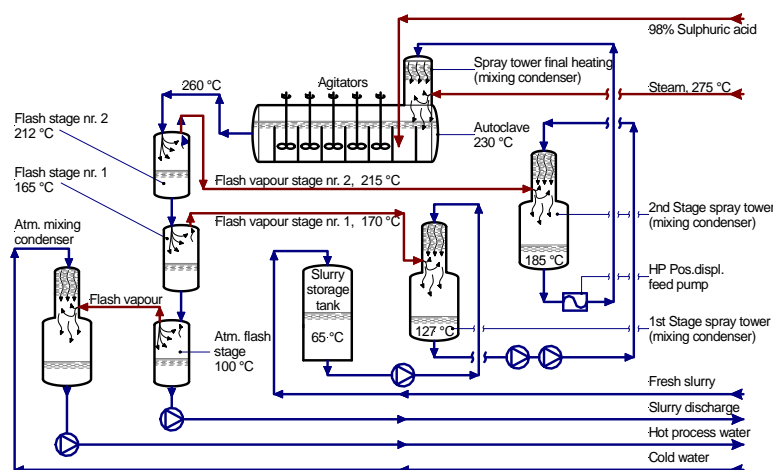 98% Sulphuric acid
Spray tower final heating
(mixing condenser)
Steam, 275 °C
260 °C
Agitators
Flash stage nr. 2
212 °C
Autoclave
230 °C
Flash stage nr. 1
165 °C
Flash vapour stage nr. 2, 215 °C
Atm. mixing
condenser
Flash vapour stage nr. 1, 170 °C
2nd Stage spray tower
(mixing condenser)
Slurry
storage
tank
185 °C
HP Pos.displ.
feed pump
Flash vapour
65 °C
127 °C
1st Stage spray tower
(mixing condenser)
Atm. flash
stage
100 °C
Fresh slurry
Slurry discharge
Hot process water
Cold water